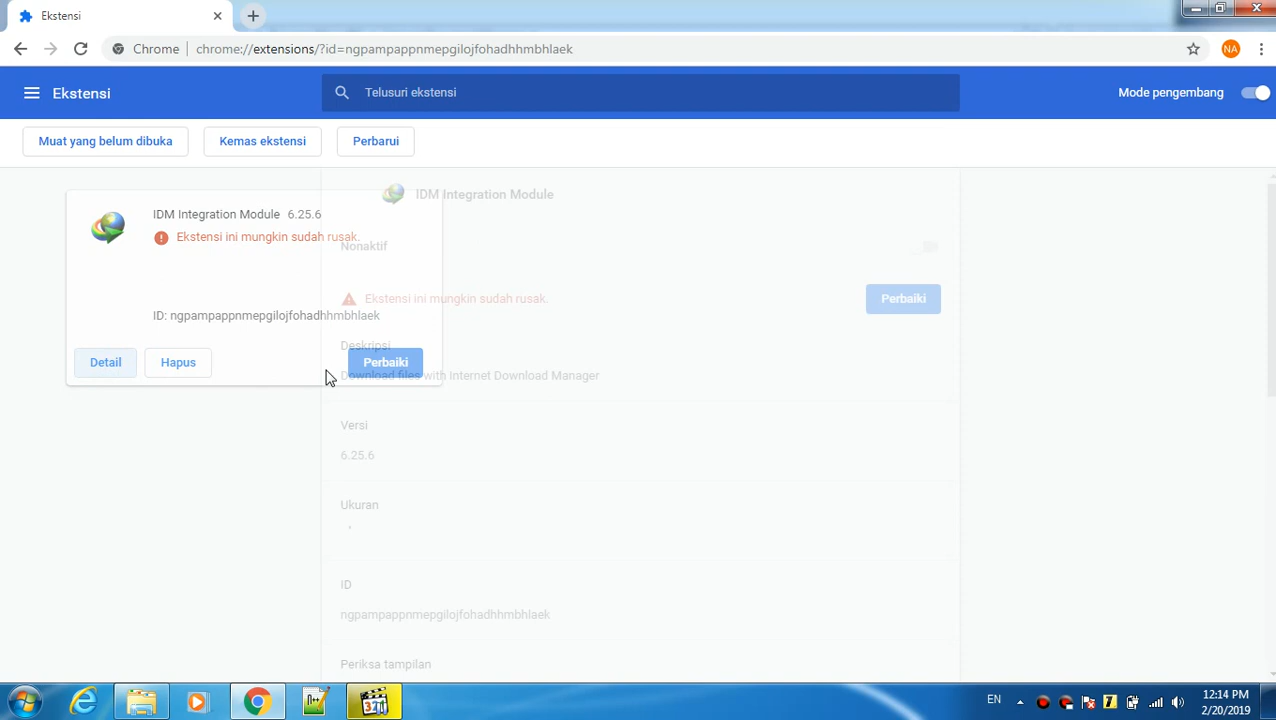 Ekstensi
Chrome
chrome://extensions/?id=ngpampappnmepgilojfohadhhmbhlaek
NA
Ekstensi
Telusuri ekstensi
Mode pengembang
Muat yang belum dibuka
Kemas ekstensi
Perbarui
IDM Integration Module 6.25.6
Ekstensi ini mungkin sudah rusak.
ID: ngpampappnmepgilojfohadhhmbhlaek
Detail
Hapus
Perbaiki
IDM Integration Module
Nonaktif
Ekstensi ini mungkin sudah rusak.
Perbaiki
Deskripsi
Download files with Internet Download Manager
Versi
6.25.6
Ukuran
ID
ngpampappnmepgilojfohadhhmbhlaek
Periksa tampilan
321
EN
7
12:14 PM
2/20/2019